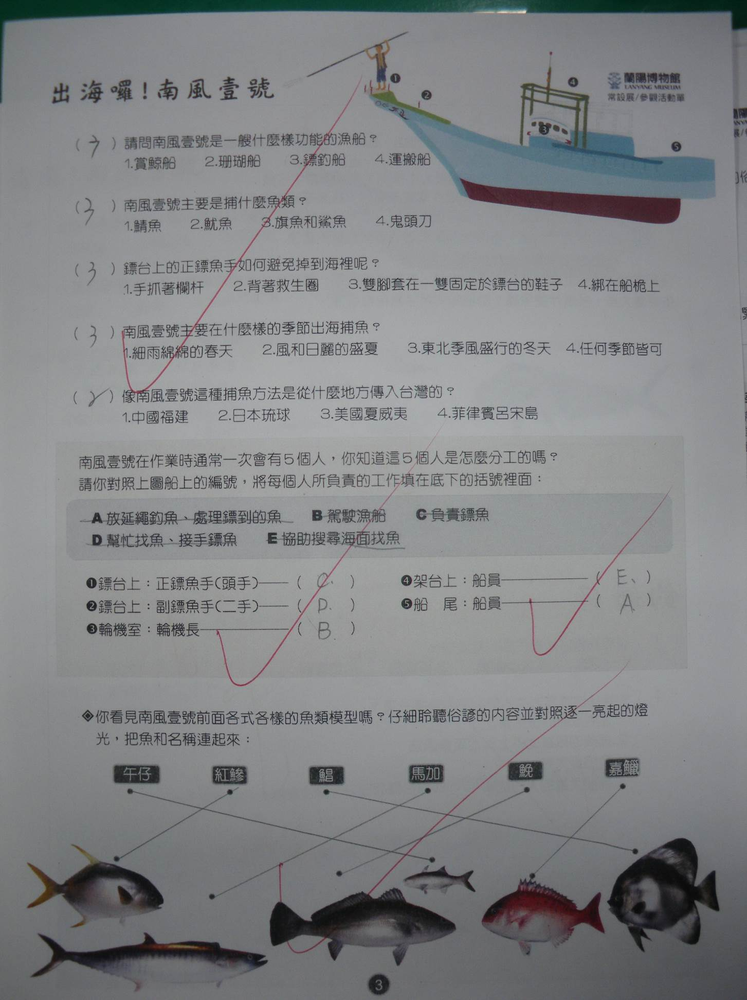 出海囉！南風壹號
蘭陽博物館
LANYANG MUSEUM
常設展/參觀活動單
❶
❷
❸
❹
❺
（3）請問南風壹號是一艘什麼樣功能的漁船？
1.賞鯨船 2.珊瑚船 3.鏢釣船 4.運搬船
（3）南風壹號主要是捕什麼魚類？
1.鯖魚 2.魷魚 3.旗魚和鯊魚 4.鬼頭刀
（3）鏢台上的正鏢魚手如何避免掉到海裡呢？
1.手抓著欄杆 2.背著救生圈 3.雙腳套在一雙固定於鏢台的鞋子 4.綁在船桅上
（3）南風壹號主要在什麼樣的季節出海捕魚？
1.細雨綿綿的春天 2.風和日麗的盛夏 3.東北季風盛行的冬天 4.任何季節皆可
（2）像南風壹號這種捕魚方法是從什麼地方傳入台灣的？
1.中國福建 2.日本琉球 3.美國夏威夷 4.菲律賓呂宋島
南風壹號在作業時通常一次會有5個人，你知道這5個人是怎麼分工的嗎？
請你對照上圖船上的編號，將每個人所負責的工作填在底下的括號裡面：
A 放延繩釣魚、處理鏢到的魚 B 駕駛漁船 C 負責鏢魚
D 幫忙找魚、接手鏢魚 E 協助搜尋海面找魚
❶鏢台上：正鏢魚手(頭手)——（ C、 ） ❹架台上：船員——（ E、 ）
❷鏢台上：副鏢魚手(二手)——（ D. ） ❺船 尾：船員——（ A. ）
❸輪機室：輪機長——（ B. ）
◈你看見南風壹號前面各式各樣的魚類模型嗎？仔細聆聽俗諺的內容並對照逐一亮起的燈
光，把魚和名稱連起來：
午仔 紅鰺 鯧 馬加 鮸 嘉鱲
3